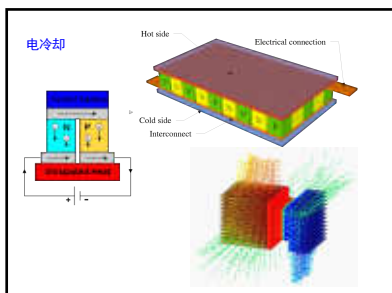 电冷却
Hot side
Electrical connection
Cold side
Interconnect
+ -